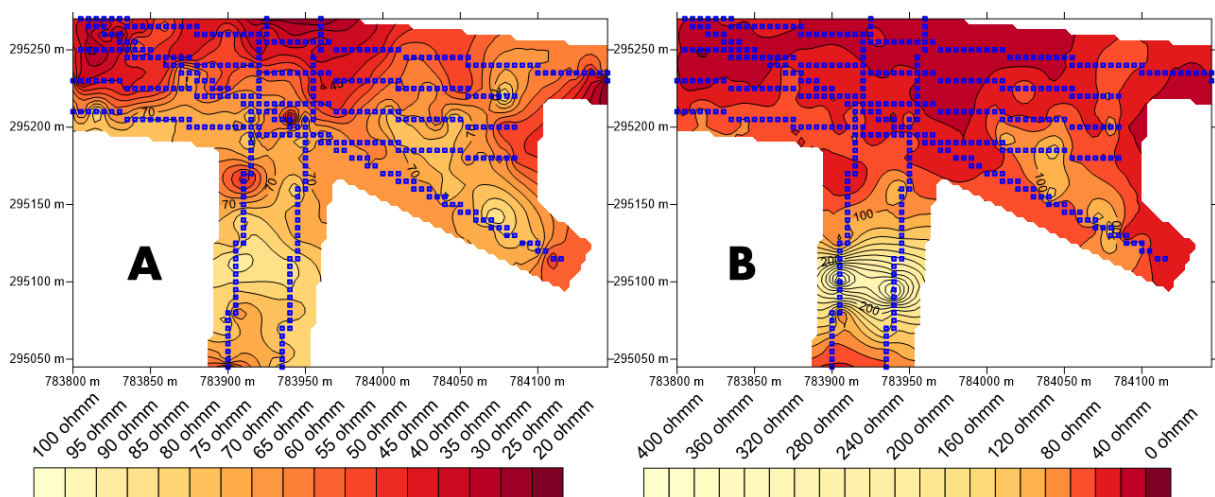 295250 m
295200 m
295150 m
295100 m
295050 m
783800 m
783850 m
783900 m
783950 m
784000 m
784050 m
784100 m
A
70
45
70
70
70
70
100 ohmm
95 ohmm
90 ohmm
85 ohmm
80 ohmm
75 ohmm
70 ohmm
65 ohmm
60 ohmm
55 ohmm
50 ohmm
45 ohmm
40 ohmm
35 ohmm
30 ohmm
25 ohmm
20 ohmm
295250 m
295200 m
295150 m
295100 m
295050 m
783800 m
783850 m
783900 m
783950 m
784000 m
784050 m
784100 m
B
100
100
200
200
400 ohmm
360 ohmm
320 ohmm
280 ohmm
240 ohmm
200 ohmm
160 ohmm
120 ohmm
80 ohmm
40 ohmm
0 ohmm